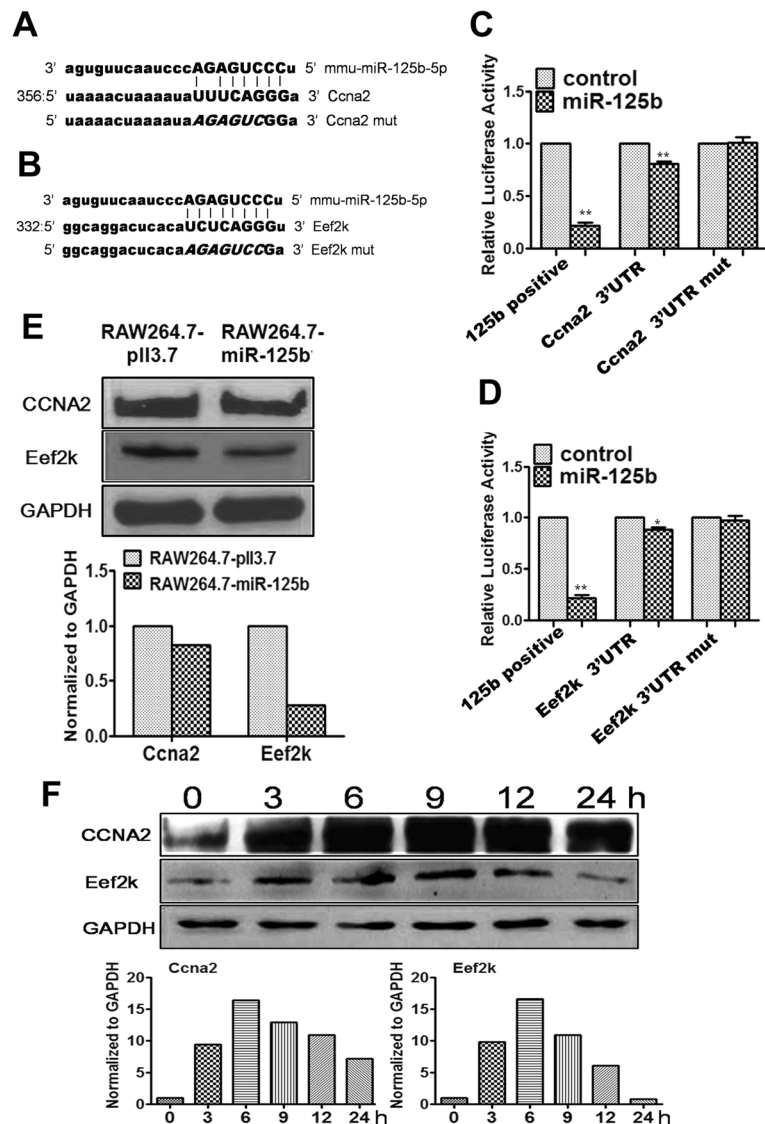 A
3' aguguucaaucccAGAGUCCCu 5' mmu-miR-125b-5p
356:5' uaaaacuaaaauaUUUCAGGGa 3' Ccna2
5' uaaaacuaaaauaAGAGUCGGa 3' Ccna2 mut
B
3' aguguucaaucccAGAGUCCCu 5' mmu-miR-125b-5p
332:5' ggcaggacucacaUCUCAGGGu 3' Eef2k
5' ggcaggacucacaAGAGUCCGa 3' Eef2k mut
C
control
miR-125b
Relative Luciferase Activity
1.5
1.0
0.5
0.0
**
**
125b positive
Ccna2 3'UTR
Ccna2 3'UTR mut
D
control
miR-125b
Relative Luciferase Activity
1.5
1.0
0.5
0.0
**
*
125b positive
Eef2k 3'UTR
Eef2k 3'UTR mut
E
RAW264.7-
pll3.7
RAW264.7-
miR-125b
CCNA2
Eef2k
GAPDH
RAW264.7-pll3.7
RAW264.7-miR-125b
Normalized to GAPDH
1.5
1.0
0.5
0.0
Ccna2
Eef2k
F
0 3 6 9 12 24 h
CCNA2
Eef2k
GAPDH
Ccna2
Normalized to GAPDH
20
15
10
5
0
0 3 6 9 12 24 h
Eef2k
Normalized to GAPDH
20
15
10
5
0
0 3 6 9 12 24 h